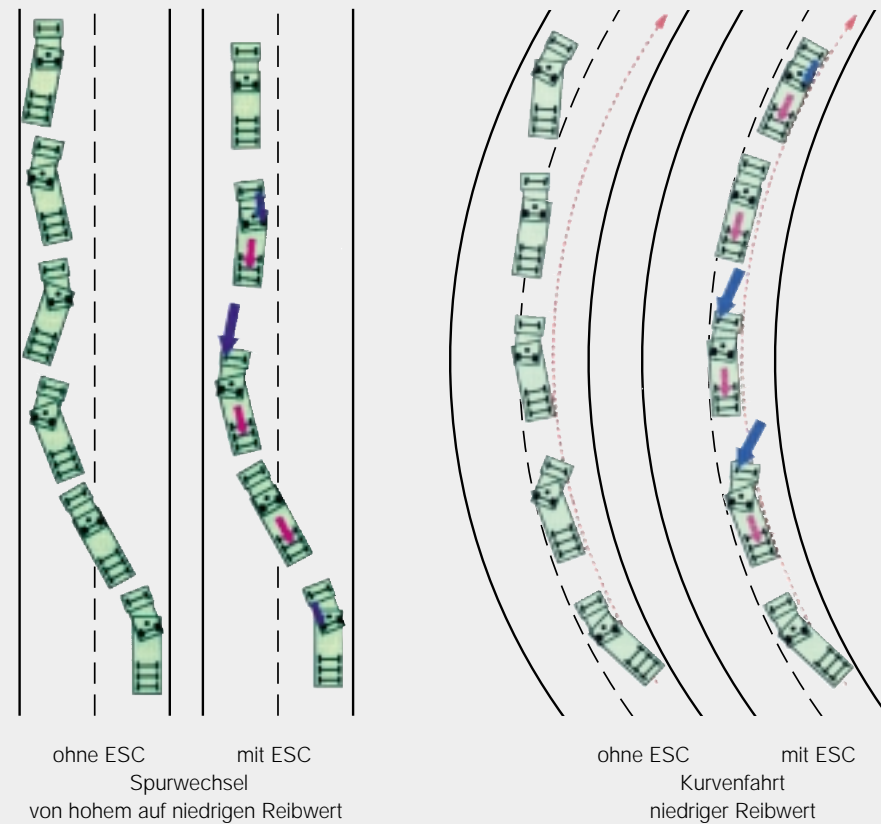 ohne ESC
mit ESC
Spurwechsel
von hohem auf niedrigen Reibwert
ohne ESC
mit ESC
Kurvenfahrt
niedriger Reibwert